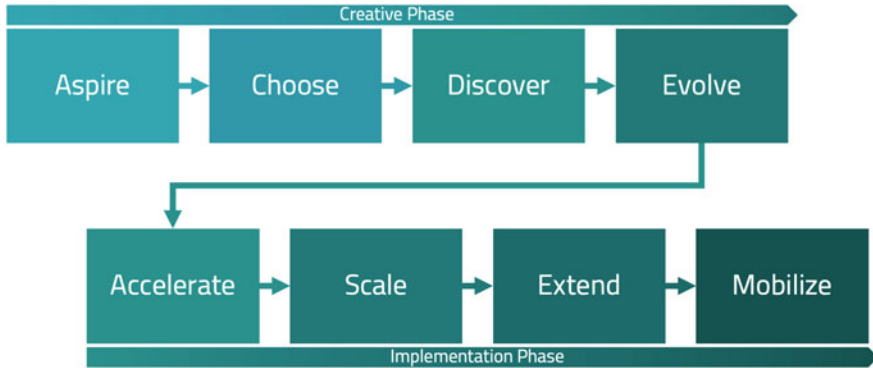 Creative Phase
Aspire
Choose
Discover
Evolve
Accelerate
Scale
Extend
Mobilize
Implementation Phase